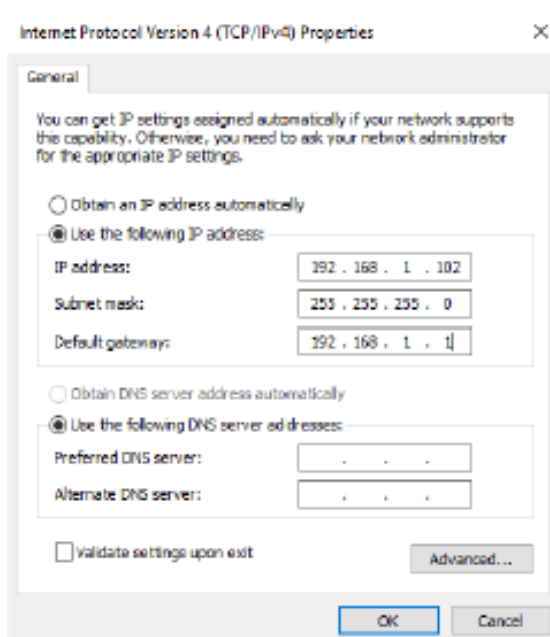 Internet Protocol Version 4 (TCP/IPv4) Properties
General
You can get IP settings assigned automatically if your network supports
this capability. Otherwise, you need to ask your network administrator
for the appropriate IP settings.
Obtain an IP address automatically
Use the following IP address:
IP address: 192 . 168 . 1 . 102
Subnet mask: 255 . 255 . 255 . 0
Default gateway: 192 . 168 . 1 . 1
Obtain DNS server address automatically
Use the following DNS server addresses:
Preferred DNS server: . . .
Alternate DNS server: . . .
Validate settings upon exit
Advanced...
OK Cancel